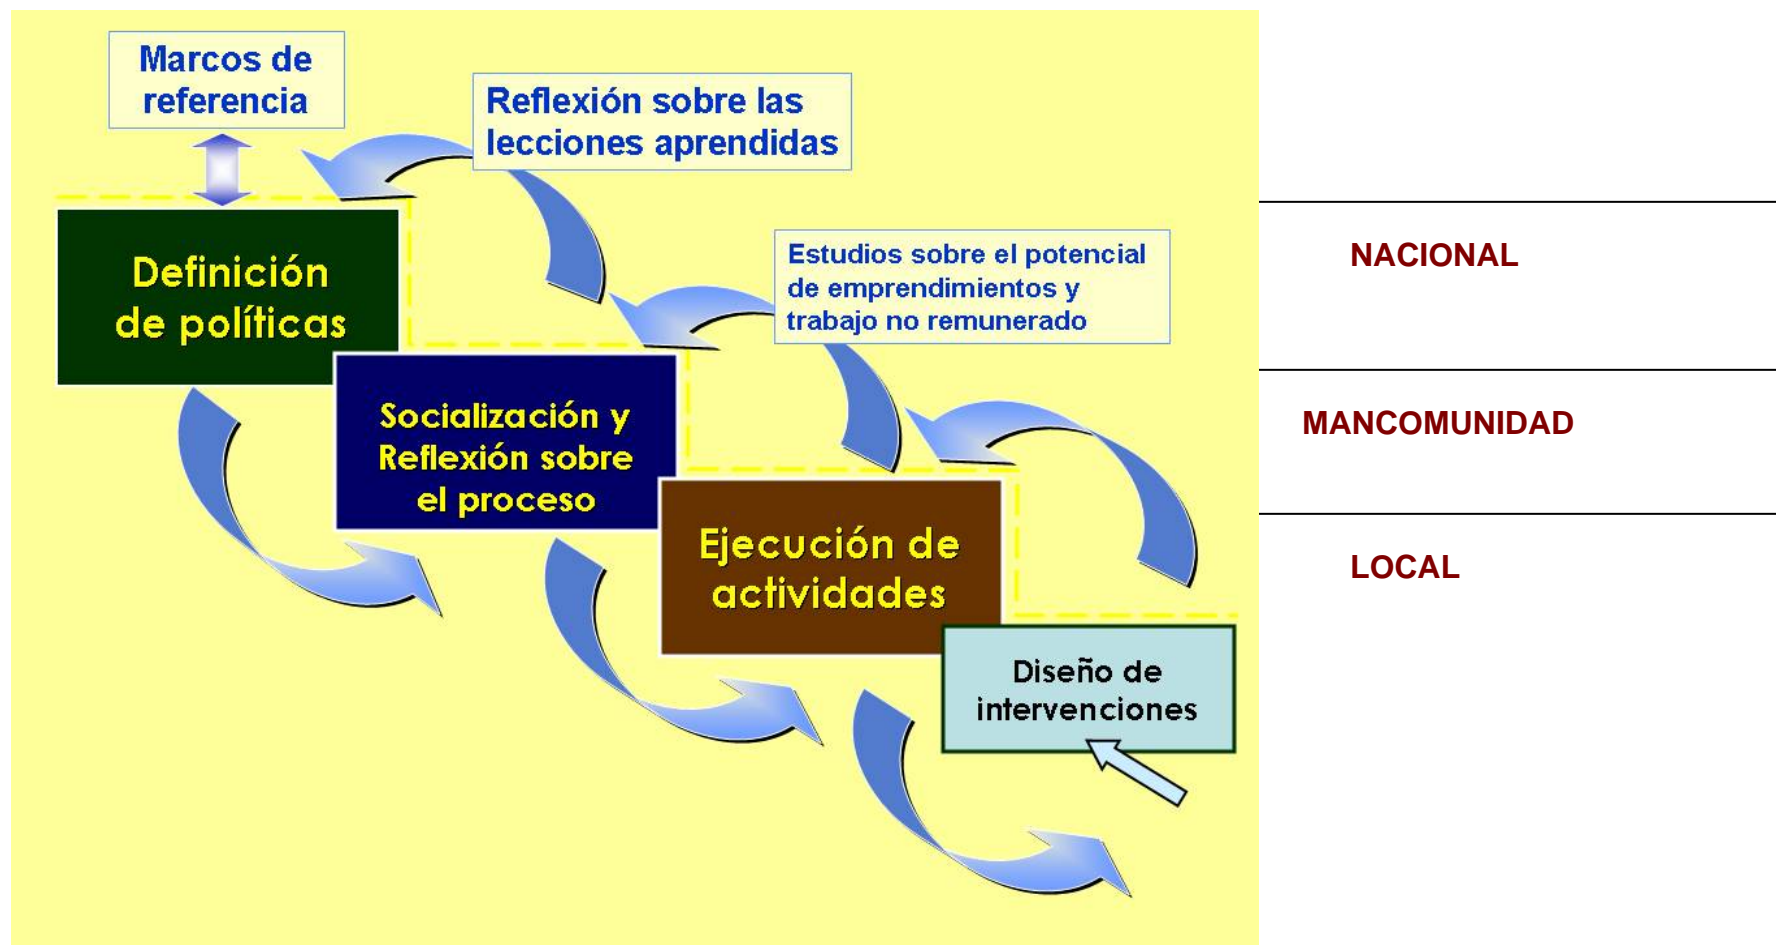 Marcos de
referencia
Reflexión sobre las
lecciones aprendidas
Definición
de políticas
Estudios sobre el potencial
de emprendimientos y
trabajo no remunerado
NACIONAL
Socialización y
Reflexión sobre
el proceso
MANCOMUNIDAD
Ejecución de
actividades
LOCAL
Diseño de
intervenciones